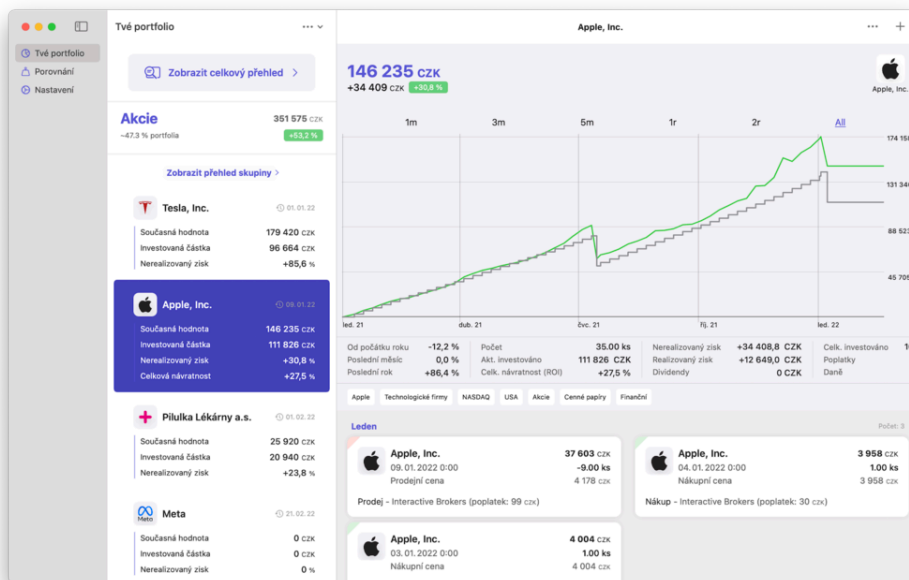 Tvé portfolio
Porovnání
Nastavení
Tvé portfolio
Zobrazit celkový přehled
Akcie 351 575 CZK
~47.3 % portfolia +53,2 %
Zobrazit přehled skupiny
Tesla, Inc. 01.01.22
Současná hodnota 179 420 CZK
Investovaná částka 96 664 CZK
Nerealizovaný zisk +85,6 %
Apple, Inc. 09.01.22
Současná hodnota 146 235 CZK
Investovaná částka 111 826 CZK
Nerealizovaný zisk +30,8 %
Celková návratnost +27,5 %
Pilulka Lékárny a.s. 01.02.22
Současná hodnota 25 920 CZK
Investovaná částka 20 940 CZK
Nerealizovaný zisk +23,8 %
Meta
Meta 21.02.22
Současná hodnota 0 CZK
Investovaná částka 0 CZK
Nerealizovaný zisk 0 %
Apple, Inc.
146 235 CZK
+34 409 CZK +30,8 %
Apple, Inc.
1m 3m 5m 1r 2r All
174 158
131 340
88 523
45 705
led. 21 dub. 21 čvc. 21 říj. 21 led. 22
Od počátku roku -12,2 % Počet 35.00 ks Nerealizovaný zisk +34 408,8 CZK Celk. investováno
Poslední měsíc 0,0 % Akt. investováno 111 826 CZK Realizovaný zisk +12 649,0 CZK Poplatky
Poslední rok +86,4 % Celk. návratnost (ROI) +27,5 % Dividendy 0 CZK Daně
Apple Technologické firmy NASDAQ USA Akcie Cenné papíry Finanční
Leden Počet: 3
Apple, Inc. 37 603 CZK
09. 01. 2022 0:00 -9.00 ks
Prodejní cena 4 178 CZK
Prodej - Interactive Brokers (poplatek: 99 CZK)
Apple, Inc. 3 958 CZK
04. 01. 2022 0:00 1.00 ks
Nákupní cena 3 958 CZK
Nákup - Interactive Brokers (poplatek: 30 CZK)
Apple, Inc. 4 004 CZK
03. 01. 2022 0:00 1.00 ks
Nákupní cena 4 004 CZK